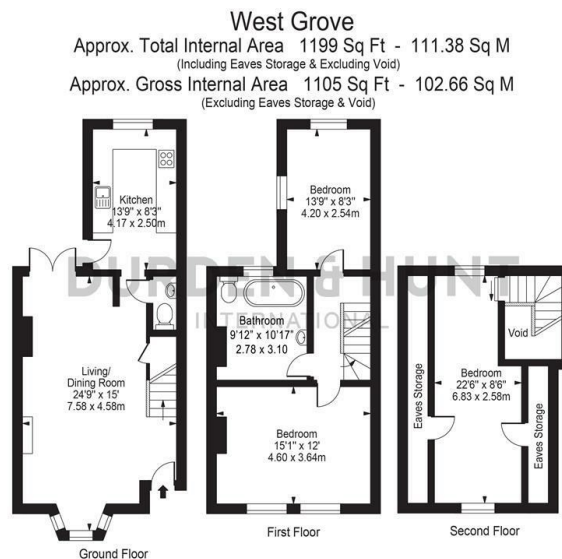 West Grove
Approx. Total Internal Area 1199 Sq Ft - 111.38 Sq M
(Including Eaves Storage & Excluding Void)
Approx. Gross Internal Area 1105 Sq Ft - 102.66 Sq M
(Excluding Eaves Storage & Void)
Kitchen
13'9" x 8'3"
4.17 x 2.50m
Bedroom
13'9" x 8'3"
4.20 x 2.54m
DURDEN & HUNT
INTERNATIONAL
Living/
Dining Room
24'9" x 15'
7.58 x 4.58m
Bathroom
9'12" x 10'17"
2.78 x 3.10
Bedroom
15'1" x 12'
4.60 x 3.64m
Void
Eaves Storage
Bedroom
22'6" x 8'6"
6.83 x 2.58m
Eaves Storage
Ground Floor
First Floor
Second Floor